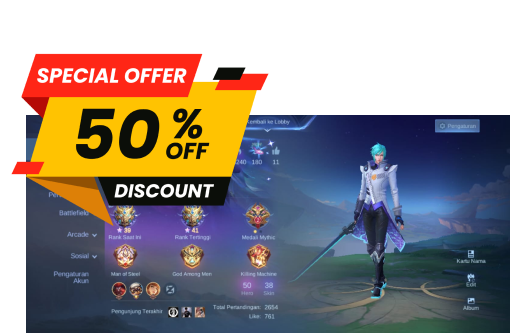 SPECIAL OFFER
50% OFF
DISCOUNT
Kembali ke Lobby
Pengaturan
240 180 11
Battlefield
39
41
Rank Saat Ini
Rank Tertinggi
Medali Mythic
Arcade
Sosial
Man of Steel
God Among Men
Killing Machine
Kartu Nama
Pengaturan
Akun
50
38
Hero
Skin
Edit
Pengunjung Terakhir
Total Pertandingan: 2654
Like: 761
Album